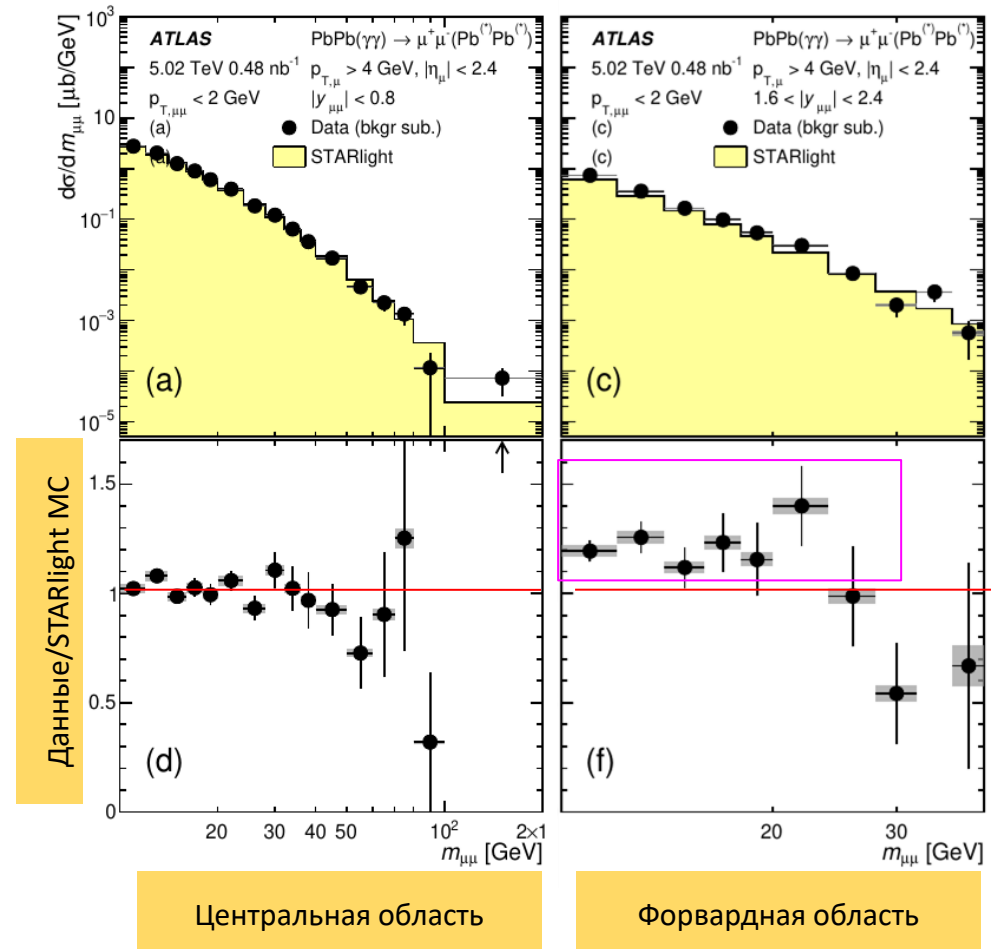 dσ/dm_μμ [μb/GeV]
10³
10
10⁻¹
10⁻³
10⁻⁵
ATLAS PbPb(γγ) → μ⁺μ⁻(Pb⁽*⁾Pb⁽*⁾)
5.02 TeV 0.48 nb⁻¹ p_T,μ > 4 GeV, |η_μ| < 2.4
p_T,μμ < 2 GeV |y_μμ| < 0.8
(a) Data (bkgr sub.)
(a) STARlight
(a)
ATLAS PbPb(γγ) → μ⁺μ⁻(Pb⁽*⁾Pb⁽*⁾)
5.02 TeV 0.48 nb⁻¹ p_T,μ > 4 GeV, |η_μ| < 2.4
p_T,μμ < 2 GeV 1.6 < |y_μμ| < 2.4
(c) Data (bkgr sub.)
(c) STARlight
(c)
Данные/STARlight MC
1.5
1
0.5
0
(d)
20 30 40 50 10² 2×1
m_μμ [GeV]
(f)
20 30
m_μμ [GeV]
Центральная область
Форвардная область